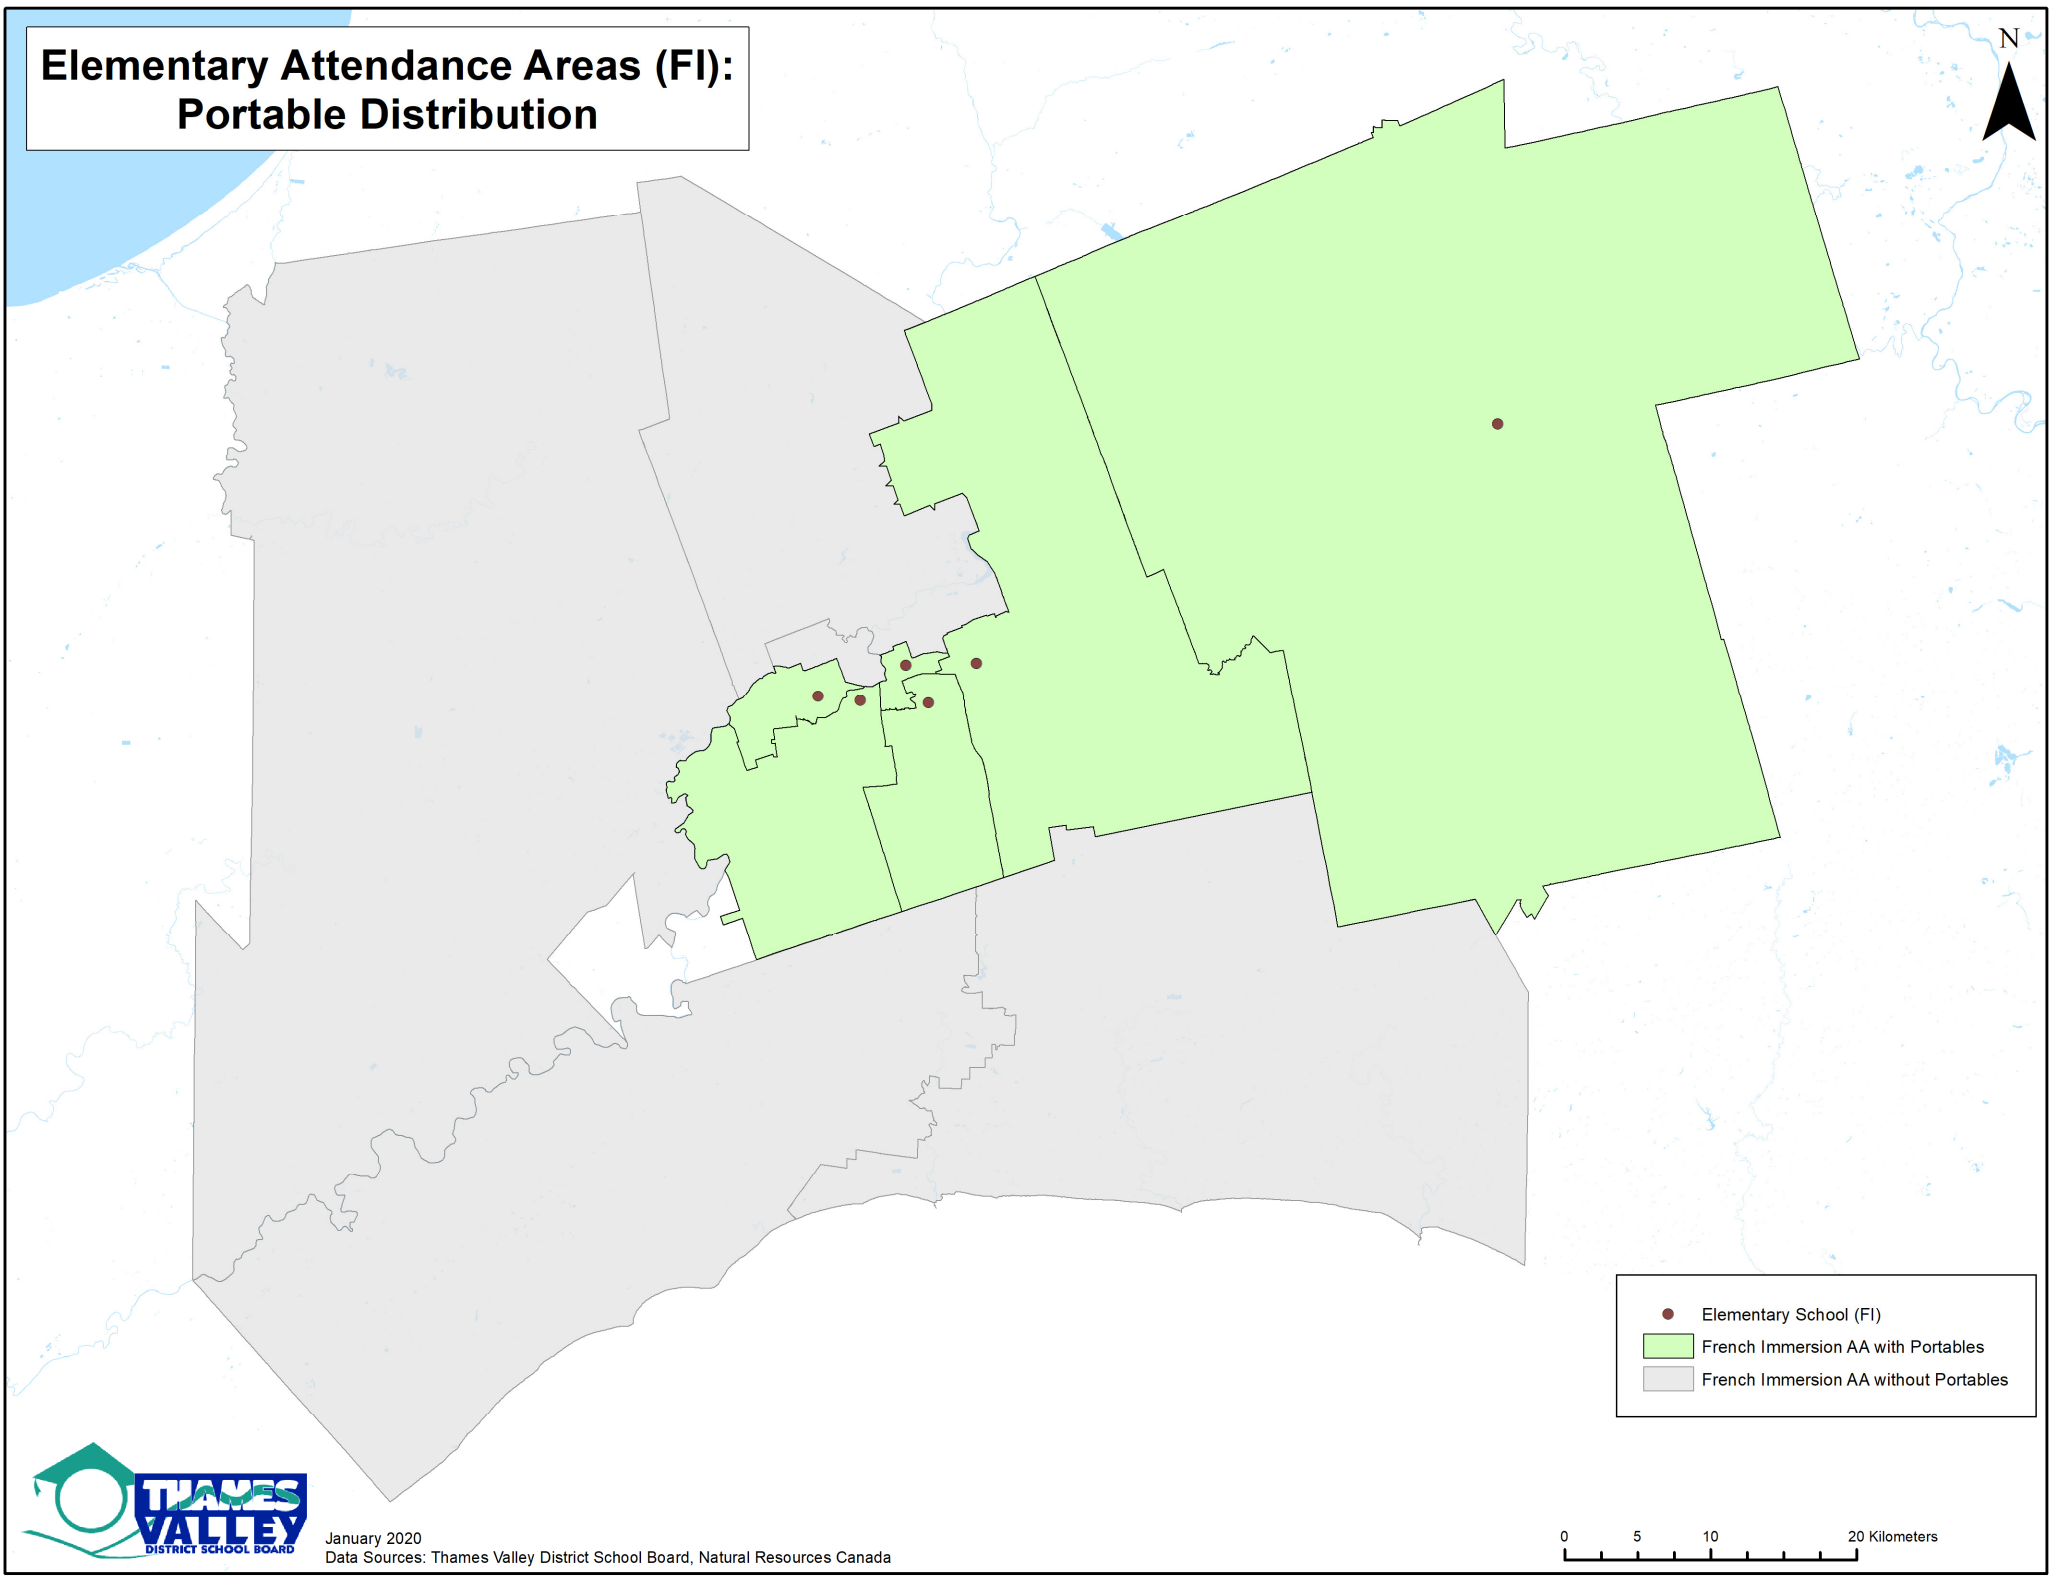 Elementary Attendance Areas (FI):
Portable Distribution
N
Elementary School (FI)
French Immersion AA with Portables
French Immersion AA without Portables
THAMES
VALLEY
DISTRICT SCHOOL BOARD
January 2020
Data Sources: Thames Valley District School Board, Natural Resources Canada
0 5 10 20 Kilometers